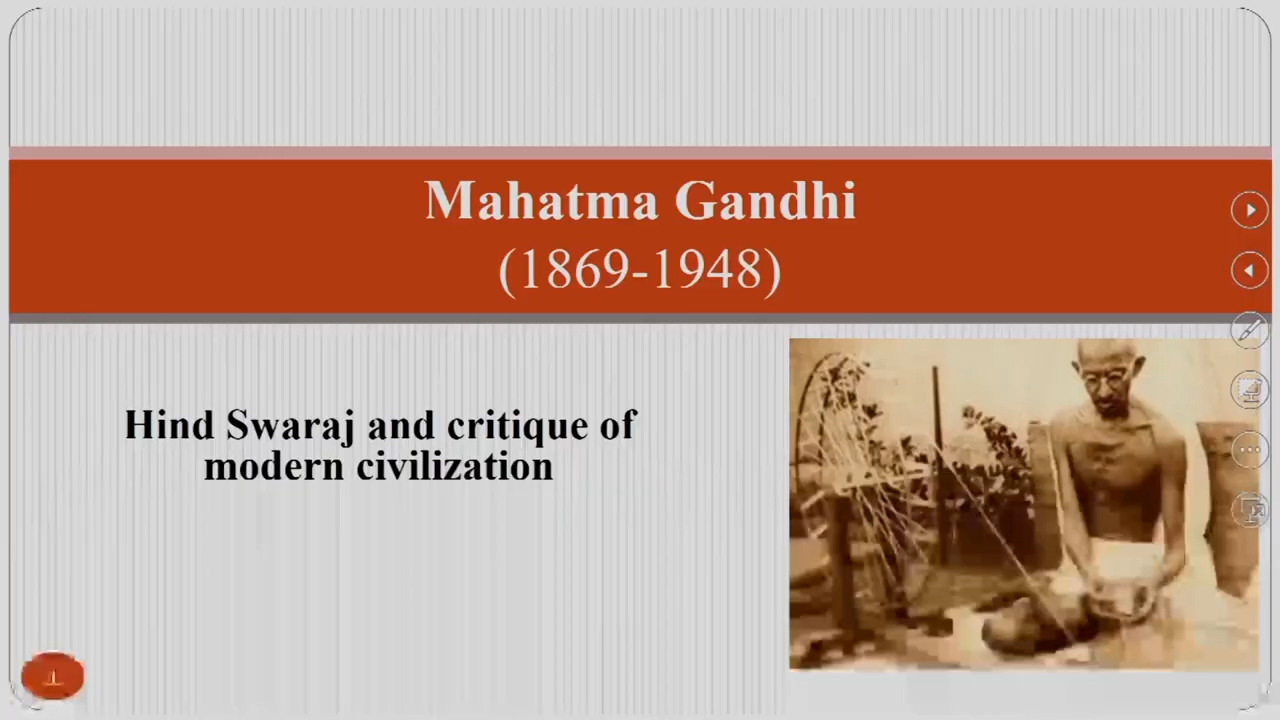 Mahatma Gandhi
(1869-1948)
Hind Swaraj and critique of
modern civilization
1